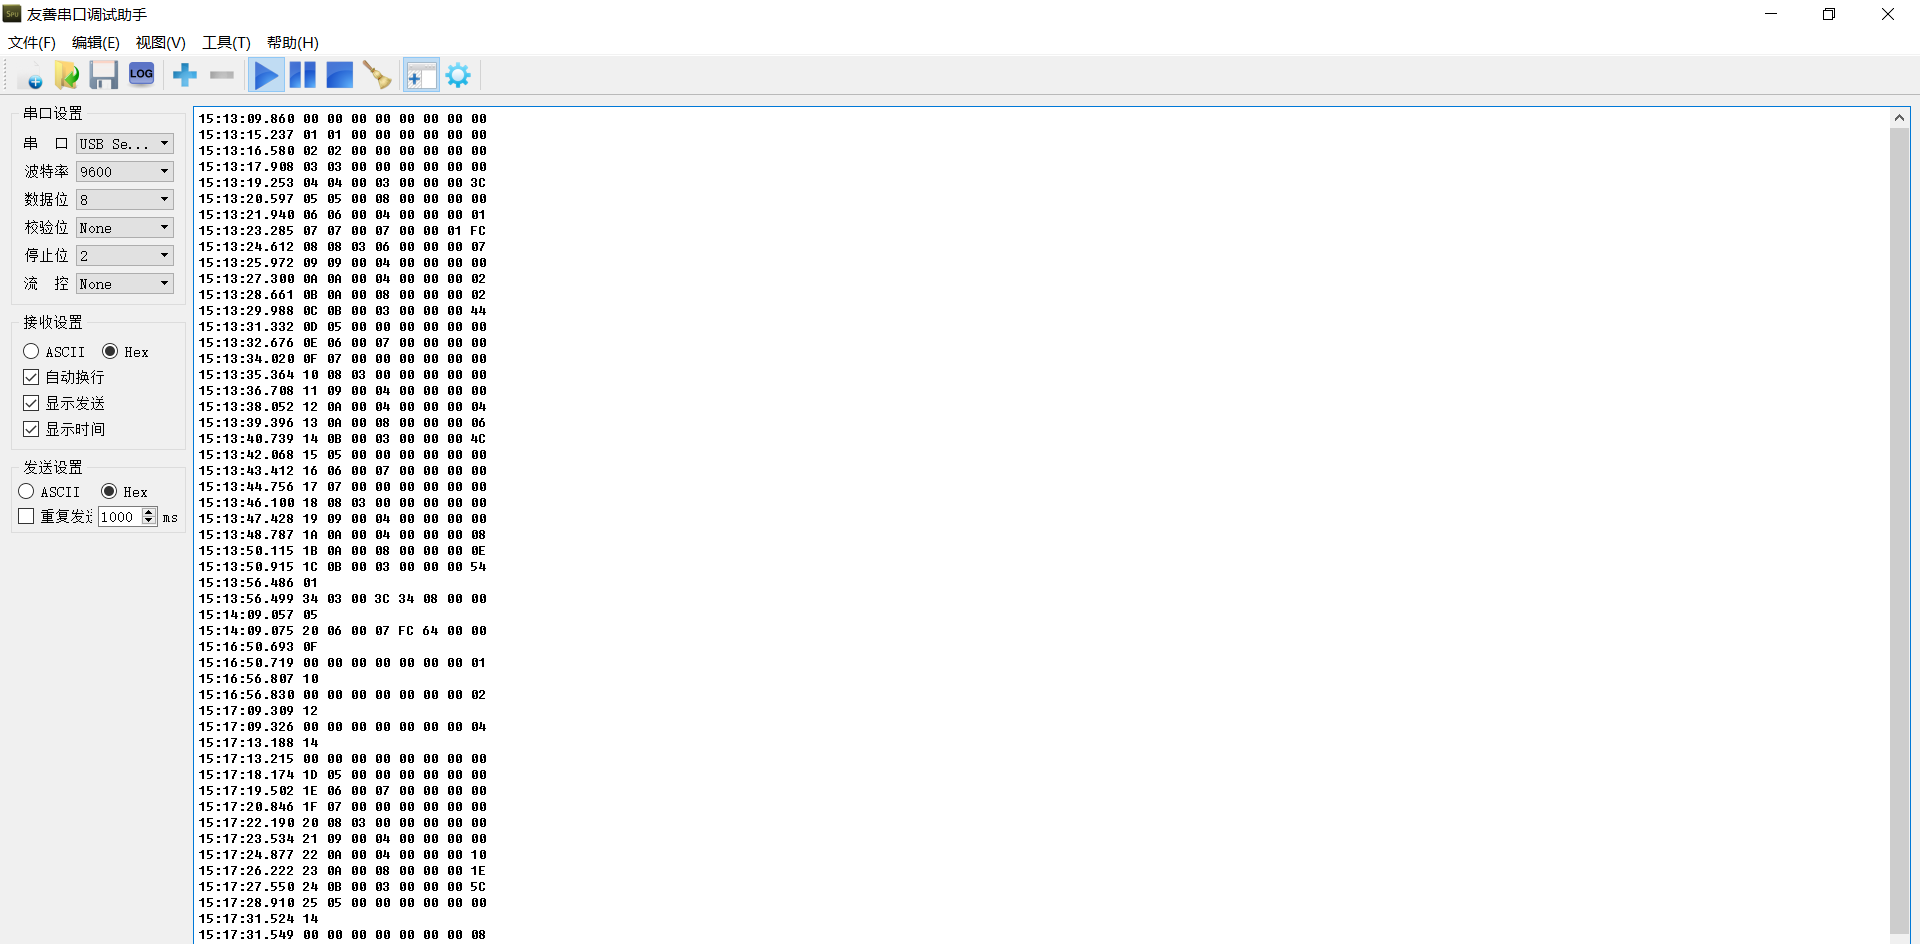 友善串口调试助手
文件(F) 编辑(E) 视图(V) 工具(T) 帮助(H)
LOG
串口设置
串 口 USB Se...
波特率 9600
数据位 8
校验位 None
停止位 2
流 控 None
接收设置
ASCII Hex
自动换行
显示发送
显示时间
发送设置
ASCII Hex
重复发 1000 ms
15:13:09.860 00 00 00 00 00 00 00 00
15:13:15.237 01 01 00 00 00 00 00 00
15:13:16.580 02 02 00 00 00 00 00 00
15:13:17.908 03 03 00 00 00 00 00 00
15:13:19.253 04 04 00 03 00 00 00 3C
15:13:20.597 05 05 00 08 00 00 00 00
15:13:21.940 06 06 00 04 00 00 00 01
15:13:23.285 07 07 00 07 00 00 01 FC
15:13:24.612 08 08 03 06 00 00 00 07
15:13:25.972 09 09 00 04 00 00 00 00
15:13:27.300 0A 0A 00 04 00 00 00 02
15:13:28.661 0B 0A 00 08 00 00 00 02
15:13:29.988 0C 0B 00 03 00 00 00 44
15:13:31.332 0D 05 00 00 00 00 00 00
15:13:32.676 0E 06 00 07 00 00 00 00
15:13:34.020 0F 07 00 00 00 00 00 00
15:13:35.364 10 08 03 00 00 00 00 00
15:13:36.708 11 09 00 04 00 00 00 00
15:13:38.052 12 0A 00 04 00 00 00 04
15:13:39.396 13 0A 00 08 00 00 00 06
15:13:40.739 14 0B 00 03 00 00 00 4C
15:13:42.068 15 05 00 00 00 00 00 00
15:13:43.412 16 06 00 07 00 00 00 00
15:13:44.756 17 07 00 00 00 00 00 00
15:13:46.100 18 08 03 00 00 00 00 00
15:13:47.428 19 09 00 04 00 00 00 00
15:13:48.787 1A 0A 00 04 00 00 00 08
15:13:50.115 1B 0A 00 08 00 00 00 0E
15:13:50.915 1C 0B 00 03 00 00 00 54
15:13:56.486 01
15:13:56.499 34 03 00 3C 34 08 00 00
15:14:09.057 05
15:14:09.075 20 06 00 07 FC 64 00 00
15:16:50.693 0F
15:16:50.719 00 00 00 00 00 00 00 01
15:16:56.807 10
15:16:56.830 00 00 00 00 00 00 00 02
15:17:09.309 12
15:17:09.326 00 00 00 00 00 00 00 04
15:17:13.188 14
15:17:13.215 00 00 00 00 00 00 00 00
15:17:18.174 1D 05 00 00 00 00 00 00
15:17:19.502 1E 06 00 07 00 00 00 00
15:17:20.846 1F 07 00 00 00 00 00 00
15:17:22.190 20 08 03 00 00 00 00 00
15:17:23.534 21 09 00 04 00 00 00 00
15:17:24.877 22 0A 00 04 00 00 00 10
15:17:26.222 23 0A 00 08 00 00 00 1E
15:17:27.550 24 0B 00 03 00 00 00 5C
15:17:28.910 25 05 00 00 00 00 00 00
15:17:31.524 14
15:17:31.549 00 00 00 00 00 00 00 08